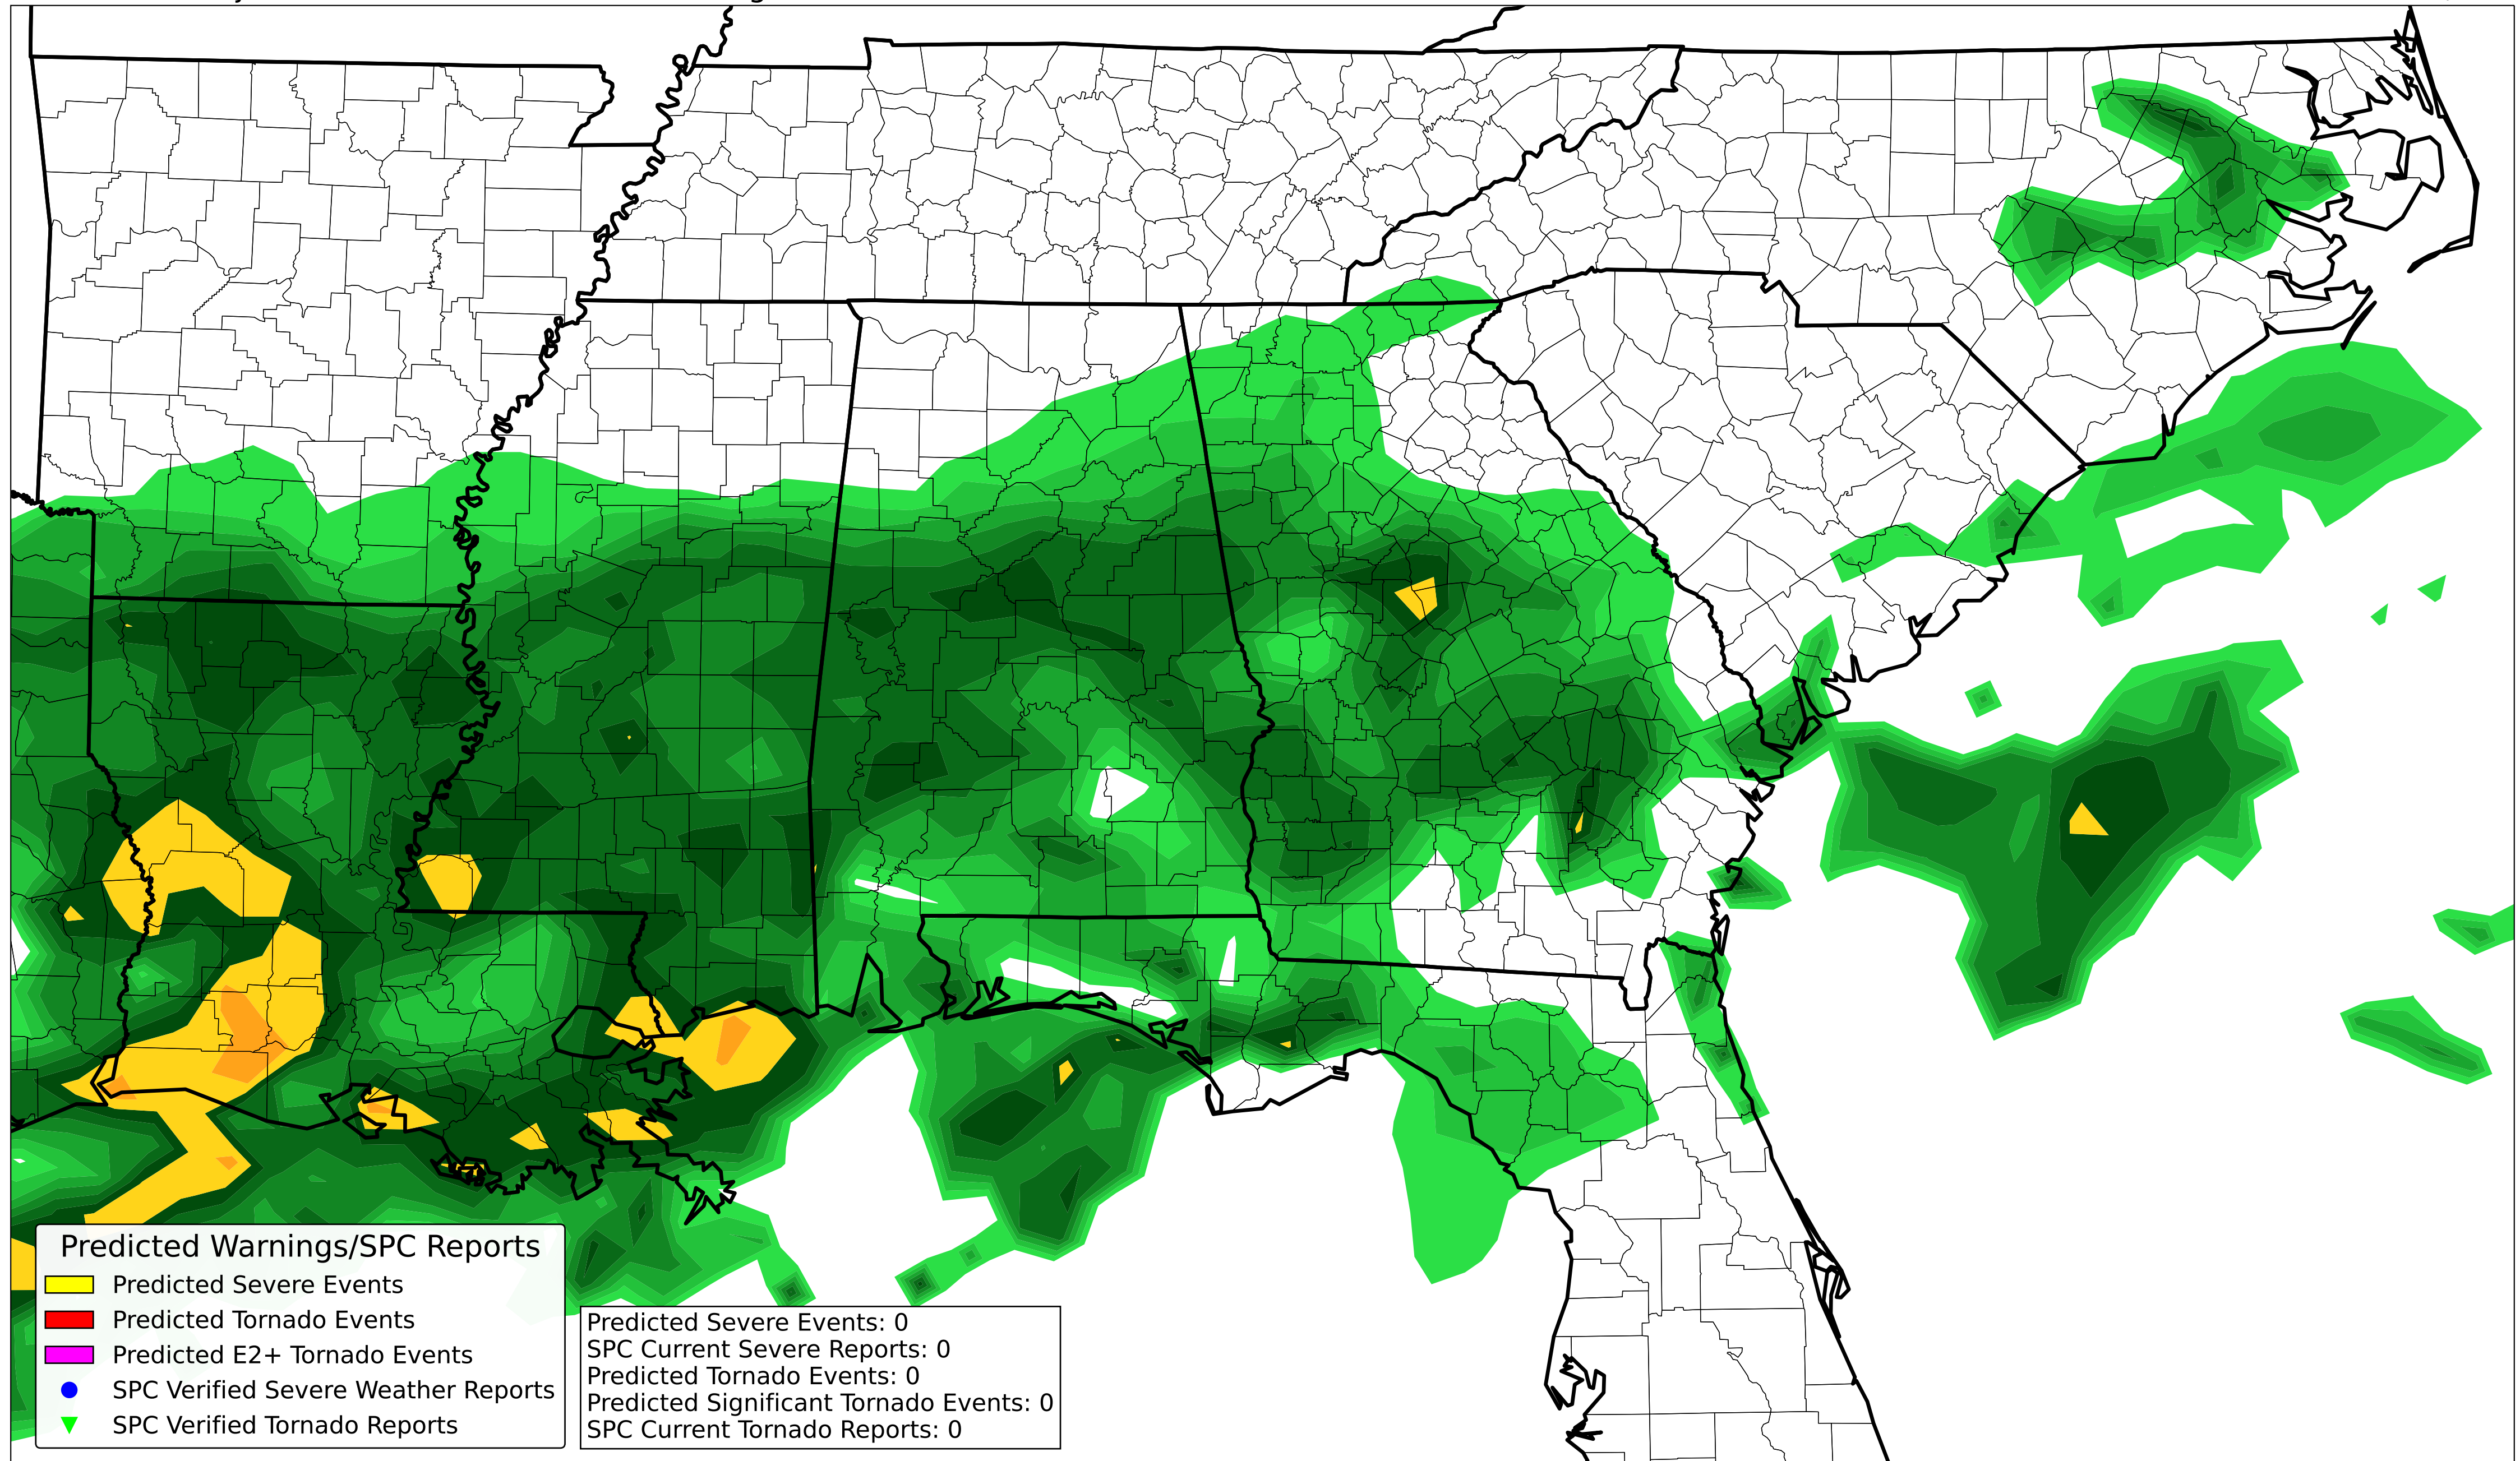 Predicted Warnings/SPC Reports
Predicted Severe Events
Predicted Tornado Events
Predicted E2+ Tornado Events
SPC Verified Severe Weather Reports
SPC Verified Tornado Reports
Predicted Severe Events: 0
SPC Current Severe Reports: 0
Predicted Tornado Events: 0
Predicted Significant Tornado Events: 0
SPC Current Tornado Reports: 0